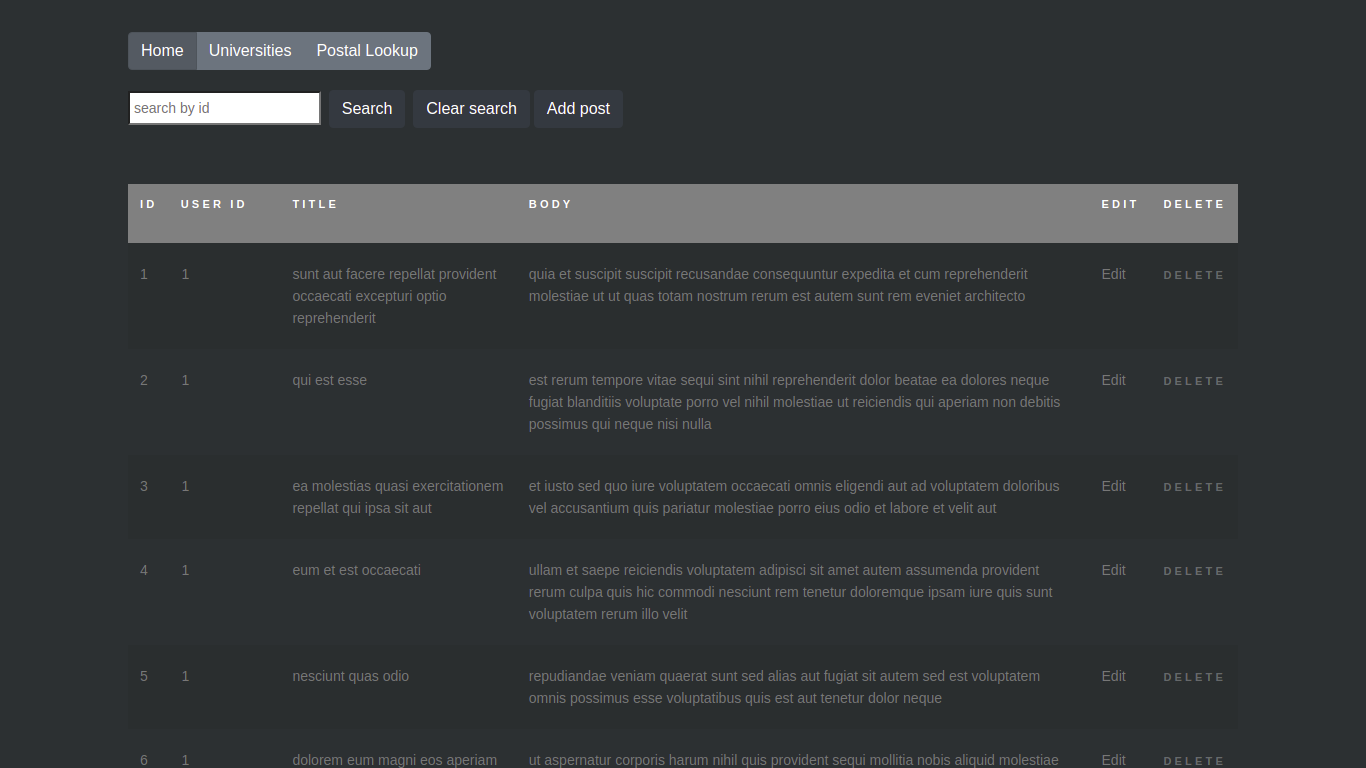 Home Universities Postal Lookup
search by id Search Clear search Add post
ID USER ID TITLE BODY EDIT DELETE
1 1 sunt aut facere repellat provident quia et suscipit suscipit recusandae consequuntur expedita et cum reprehenderit Edit DELETE
occaecati excepturi optio molestiae ut ut quas totam nostrum rerum est autem sunt rem eveniet architecto
reprehenderit
2 1 qui est esse est rerum tempore vitae sequi sint nihil reprehenderit dolor beatae ea dolores neque Edit DELETE
fugiat blanditiis voluptate porro vel nihil molestiae ut reiciendis qui aperiam non debitis
possimus qui neque nisi nulla
3 1 ea molestias quasi exercitationem et iusto sed quo iure voluptatem occaecati omnis eligendi aut ad voluptatem doloribus Edit DELETE
repellat qui ipsa sit aut vel accusantium quis pariatur molestiae porro eius odio et labore et velit aut
4 1 eum et est occaecati ullam et saepe reiciendis voluptatem adipisci sit amet autem assumenda provident Edit DELETE
rerum culpa quis hic commodi nesciunt rem tenetur doloremque ipsam iure quis sunt
voluptatem rerum illo velit
5 1 nesciunt quas odio repudiandae veniam quaerat sunt sed alias aut fugiat sit autem sed est voluptatem Edit DELETE
omnis possimus esse voluptatibus quis est aut tenetur dolor neque
6 1 dolorem eum magni eos aperiam ut aspernatur corporis harum nihil quis provident sequi mollitia nobis aliquid molestiae Edit DELETE